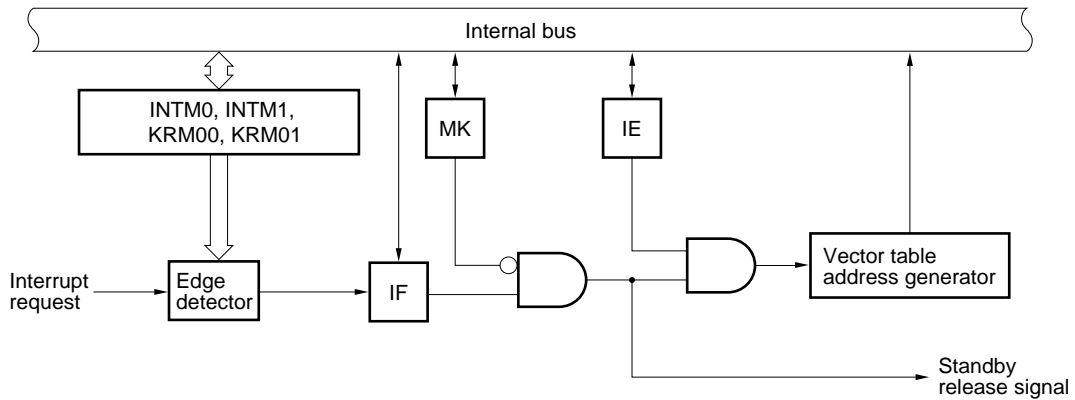 Internal bus
INTM0, INTM1,
KRM00, KRM01
MK
IE
Interrupt
request
Edge
detector
IF
Vector table
address generator
Standby
release signal